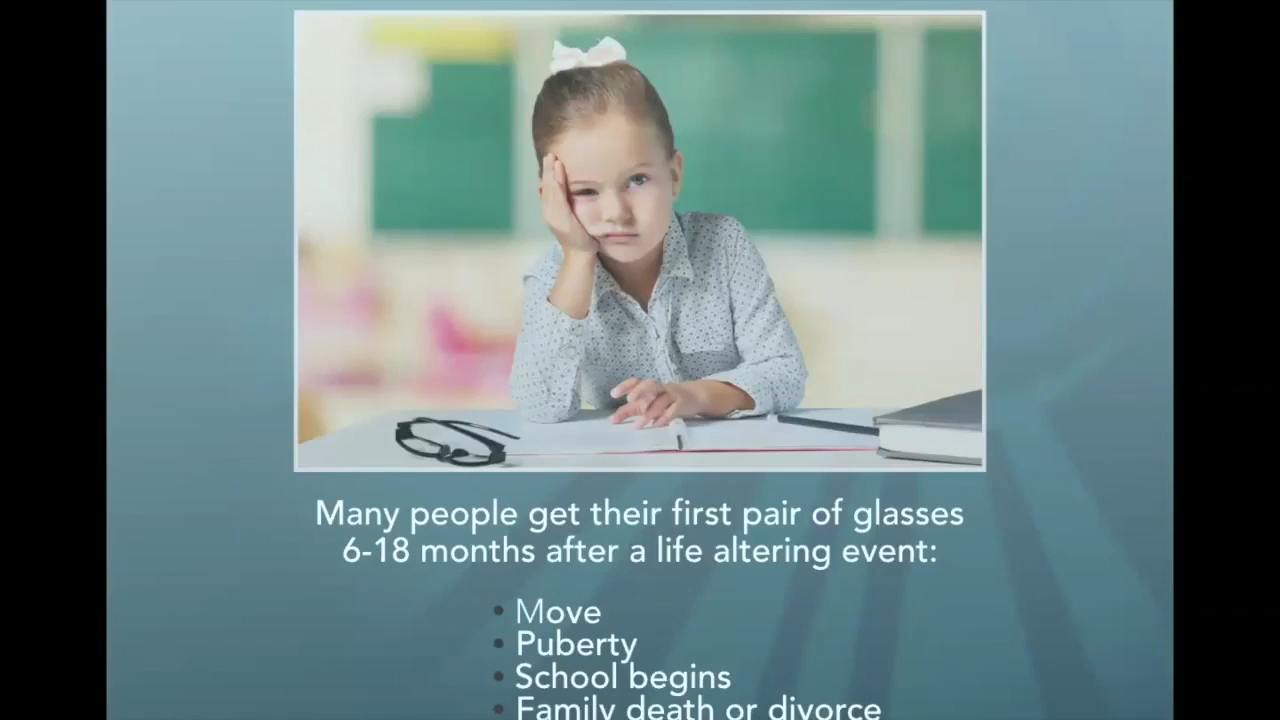 Many people get their first pair of glasses
6-18 months after a life altering event:
• Move
• Puberty
• School begins
• Family death or divorce